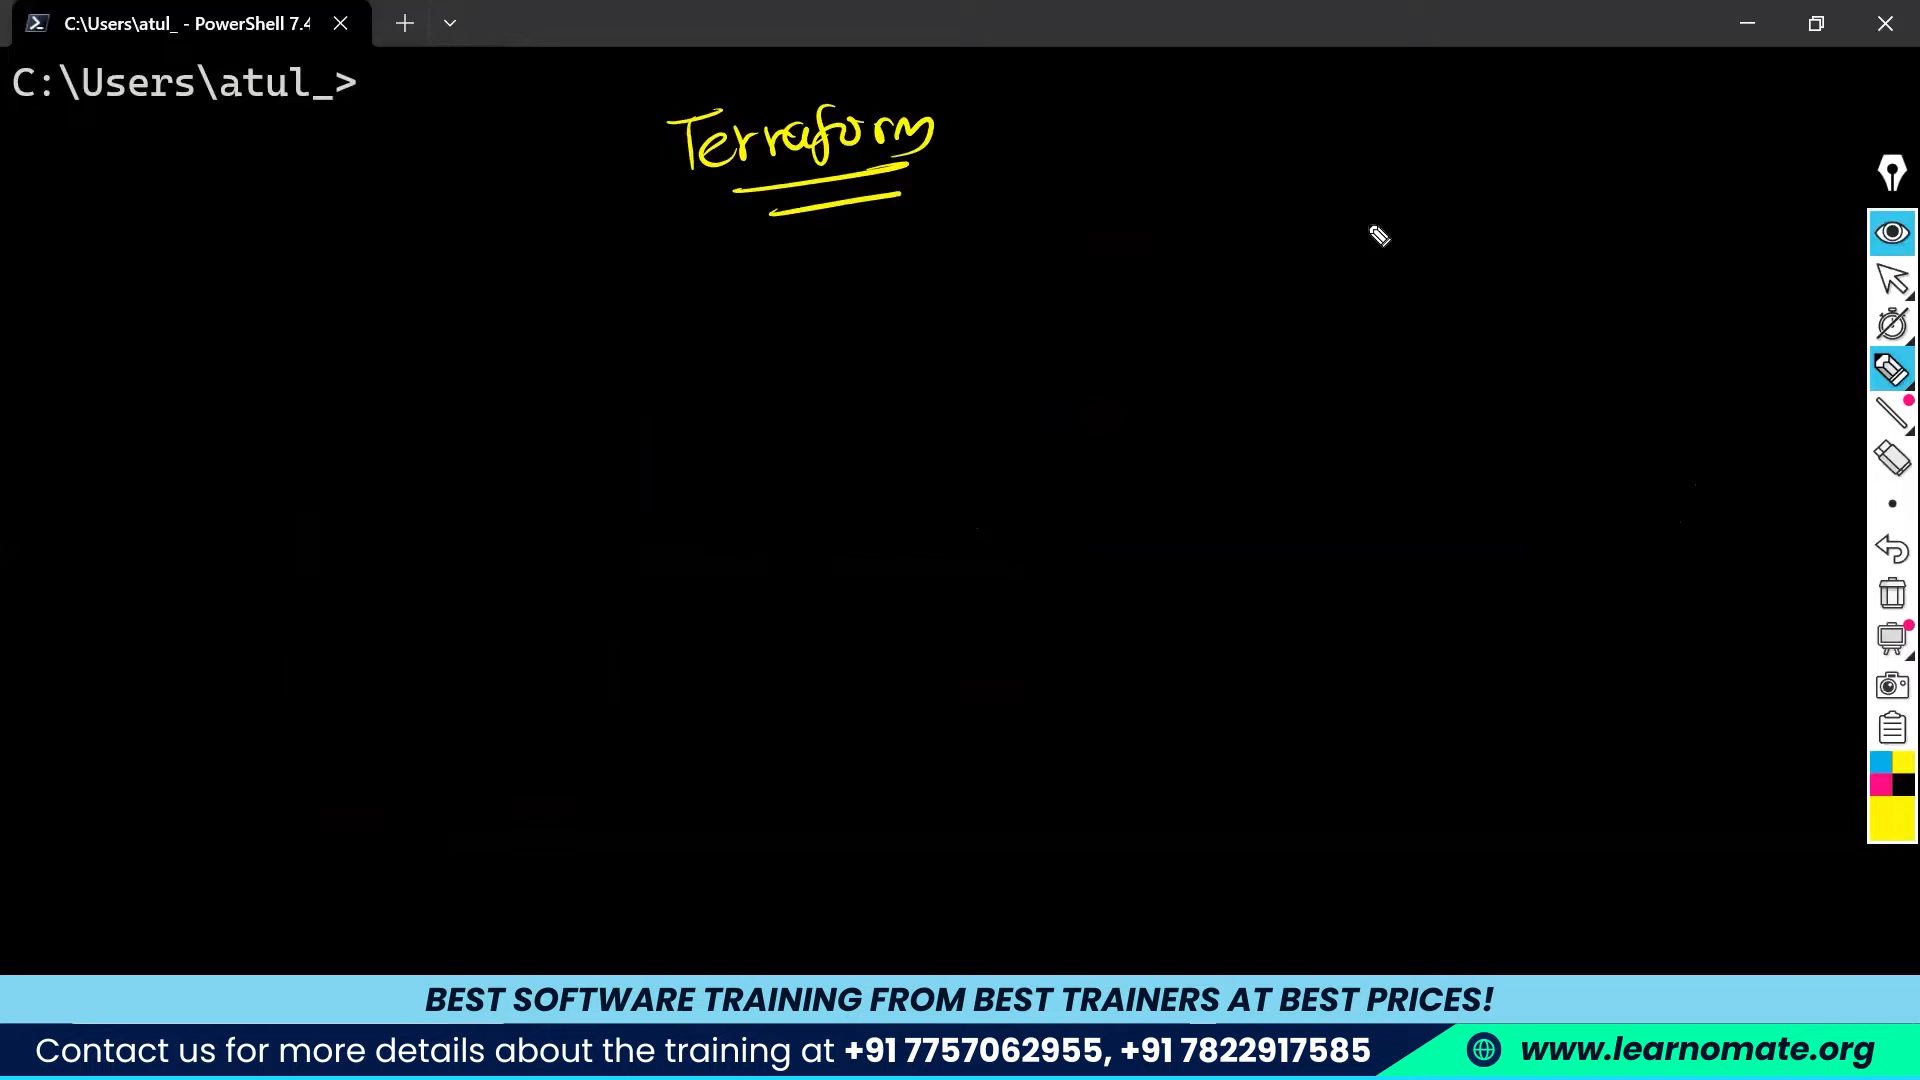 C:\Users\atul_ - PowerShell 7.4
C:\Users\atul_>
Terraform
BEST SOFTWARE TRAINING FROM BEST TRAINERS AT BEST PRICES!
Contact us for more details about the training at +91 7757062955, +91 7822917585
www.learnomate.org